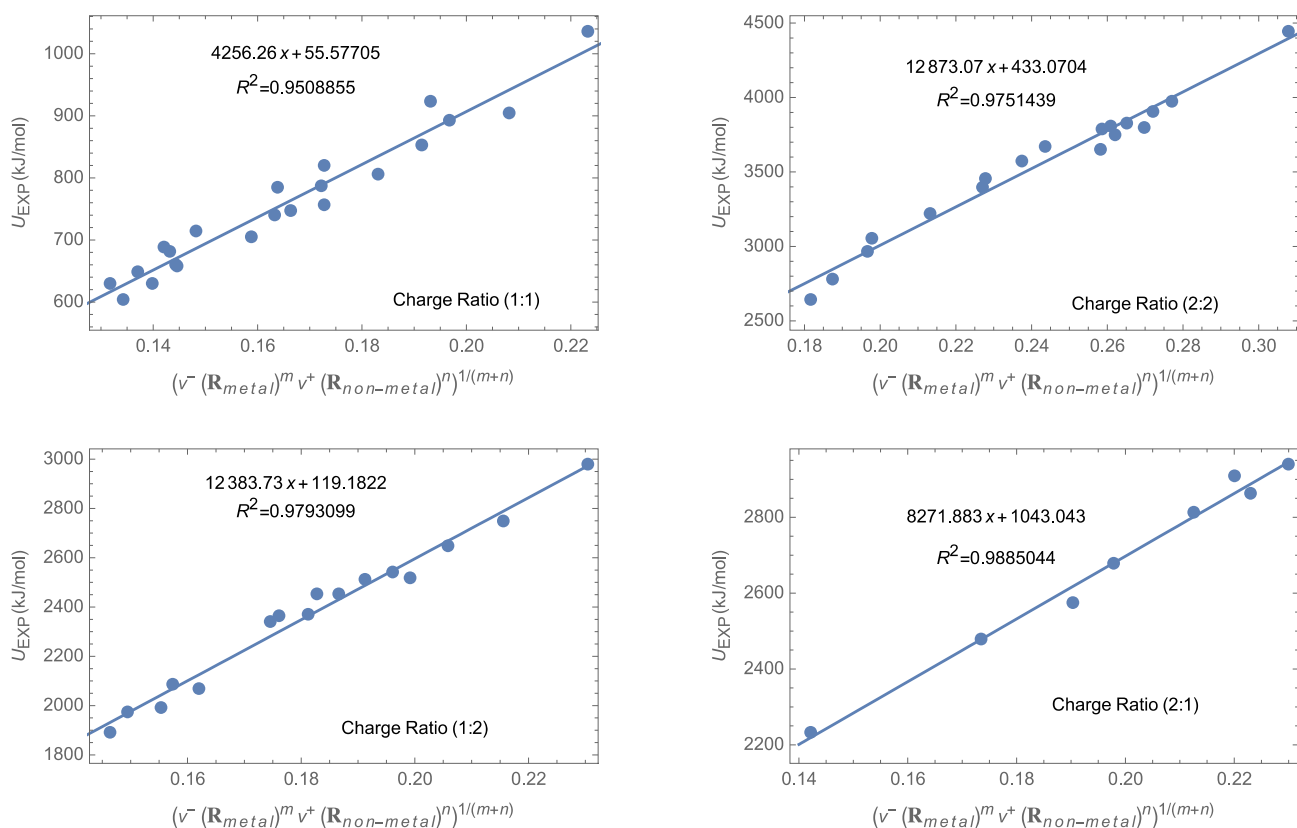 4256.26 x + 55.57705
R²=0.9508855
Charge Ratio (1:1)
U_EXP (kJ/mol)
1000
900
800
700
600
0.14 0.16 0.18 0.20 0.22
(v⁻ (R_metal)^m v⁺ (R_non-metal)^n)^1/(m+n)
12 873.07 x + 433.0704
R²=0.9751439
Charge Ratio (2:2)
U_EXP (kJ/mol)
4500
4000
3500
3000
2500
0.18 0.20 0.22 0.24 0.26 0.28 0.30
(v⁻ (R_metal)^m v⁺ (R_non-metal)^n)^1/(m+n)
12 383.73 x + 119.1822
R²=0.9793099
Charge Ratio (1:2)
U_EXP (kJ/mol)
3000
2800
2600
2400
2200
2000
1800
0.16 0.18 0.20 0.22
(v⁻ (R_metal)^m v⁺ (R_non-metal)^n)^1/(m+n)
8271.883 x + 1043.043
R²=0.9885044
Charge Ratio (2:1)
U_EXP (kJ/mol)
2800
2600
2400
2200
0.14 0.16 0.18 0.20 0.22
(v⁻ (R_metal)^m v⁺ (R_non-metal)^n)^1/(m+n)